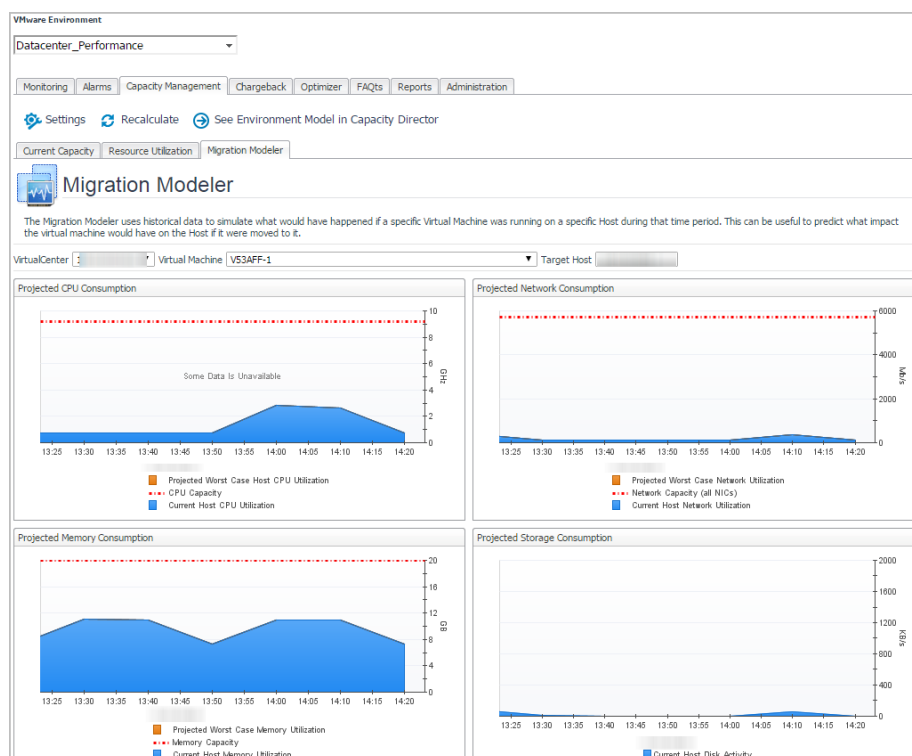 VMware Environment
Datacenter_Performance
Monitoring Alarms Capacity Management Chargeback Optimizer FAQts Reports Administration
Settings Recalculate See Environment Model in Capacity Director
Current Capacity Resource Utilization Migration Modeler
Migration Modeler
The Migration Modeler uses historical data to simulate what would have happened if a specific Virtual Machine was running on a specific Host during that time period. This can be useful to predict what impact
the virtual machine would have on the Host if it were moved to it.
VirtualCenter Virtual Machine V53AFF-1 Target Host
Projected CPU Consumption
10
8
6
4
2
0
GHz
Some Data Is Unavailable
13:25 13:30 13:35 13:40 13:45 13:50 13:55 14:00 14:05 14:10 14:15 14:20
Projected Worst Case Host CPU Utilization
CPU Capacity
Current Host CPU Utilization
Projected Network Consumption
6000
4000
2000
0
Mb/s
13:25 13:30 13:35 13:40 13:45 13:50 13:55 14:00 14:05 14:10 14:15 14:20
Projected Worst Case Network Utilization
Network Capacity (all NICs)
Current Host Network Utilization
Projected Memory Consumption
20
16
12
8
4
0
GB
13:25 13:30 13:35 13:40 13:45 13:50 13:55 14:00 14:05 14:10 14:15 14:20
Projected Worst Case Memory Utilization
Memory Capacity
Current Host Memory Utilization
Projected Storage Consumption
2000
1600
1200
800
400
0
KB/s
13:25 13:30 13:35 13:40 13:45 13:50 13:55 14:00 14:05 14:10 14:15 14:20
Current Host Disk Activity